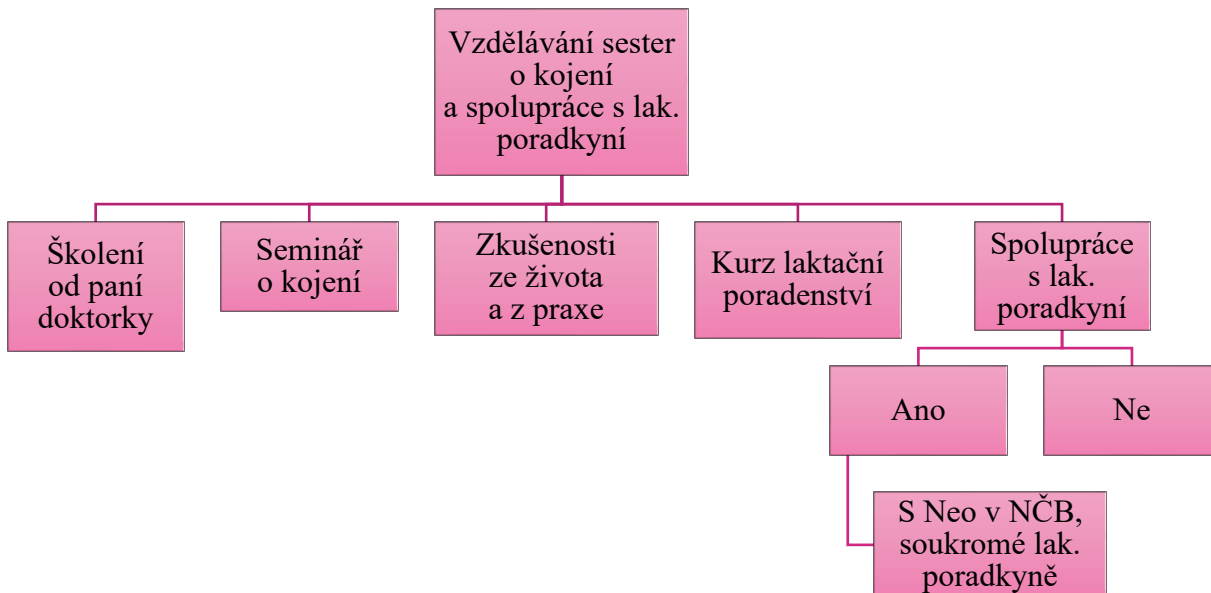 Vzdělávání sester
o kojení
a spolupráce s lak.
poradkyní
Školení
od paní
doktorky
Seminář
o kojení
Zkušenosti
ze života
a z praxe
Kurz laktační
poradenství
Spolupráce
s lak.
poradkyní
Ano
Ne
S Neo v NČB,
soukromé lak.
poradkyně